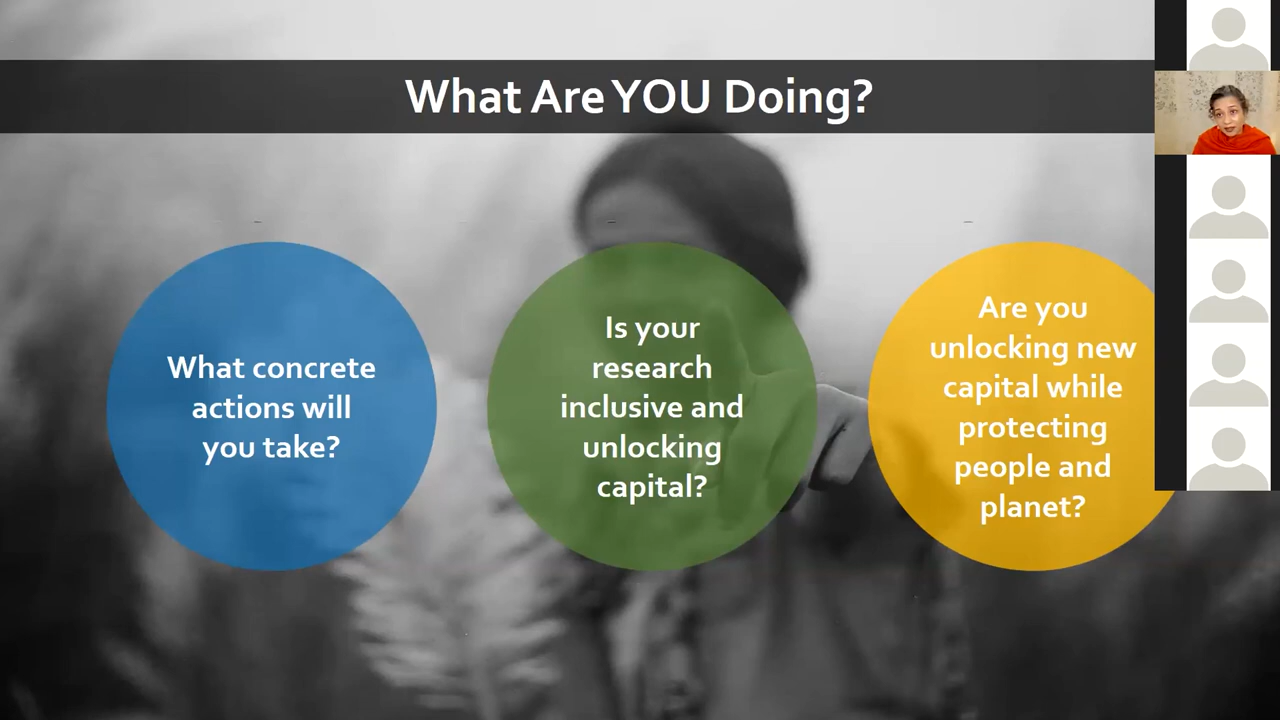 What Are YOU Doing?
What concrete
actions will
you take?
Is your
research
inclusive and
unlocking
capital?
Are you
unlocking new
capital while
protecting
people and
planet?